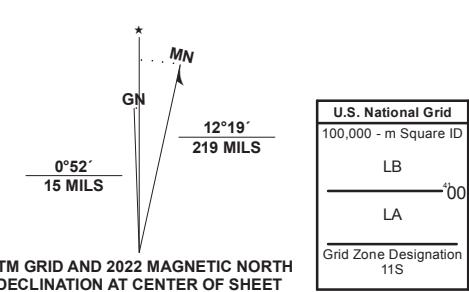 ★
MN
GN
12°19´
219 MILS
0°52´
15 MILS
TM GRID AND 2022 MAGNETIC NORTH
DECLINATION AT CENTER OF SHEET
U.S. National Grid
100,000 - m Square ID
LB
⁴¹00
LA
Grid Zone Designation
11S